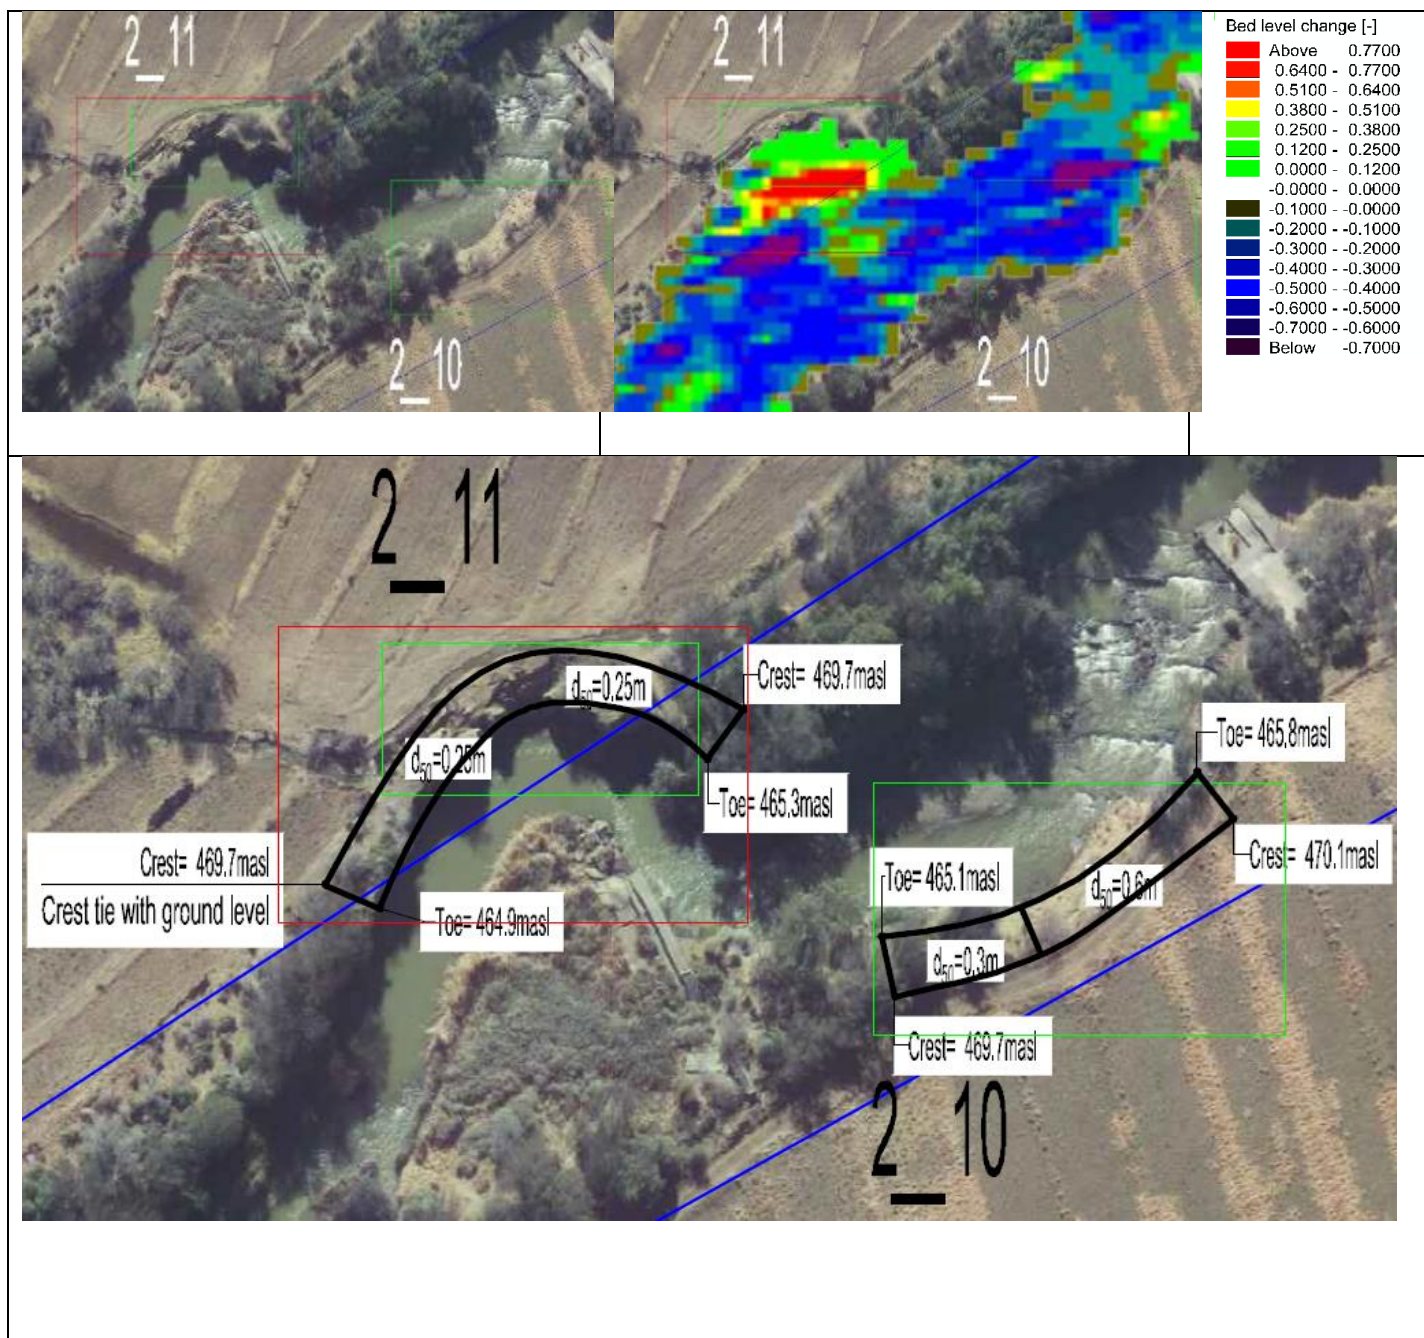 2_11
2_10
2_11
2_10
Bed level change [-]
Above 0.7700
0.6400 - 0.7700
0.5100 - 0.6400
0.3800 - 0.5100
0.2500 - 0.3800
0.1200 - 0.2500
0.0000 - 0.1200
-0.0000 - 0.0000
-0.1000 - -0.0000
-0.2000 - -0.1000
-0.3000 - -0.2000
-0.4000 - -0.3000
-0.5000 - -0.4000
-0.6000 - -0.5000
-0.7000 - -0.6000
Below -0.7000
2_11
d50=0.25m
Crest= 469.7masl
d50=0.25m
Toe= 465.3masl
Toe= 465.8masl
Crest= 469.7masl
Crest tie with ground level
Toe= 464.9masl
Toe= 465.1masl
Crest= 470.1masl
d50=0.6m
d50=0.3m
Crest= 469.7masl
2_10